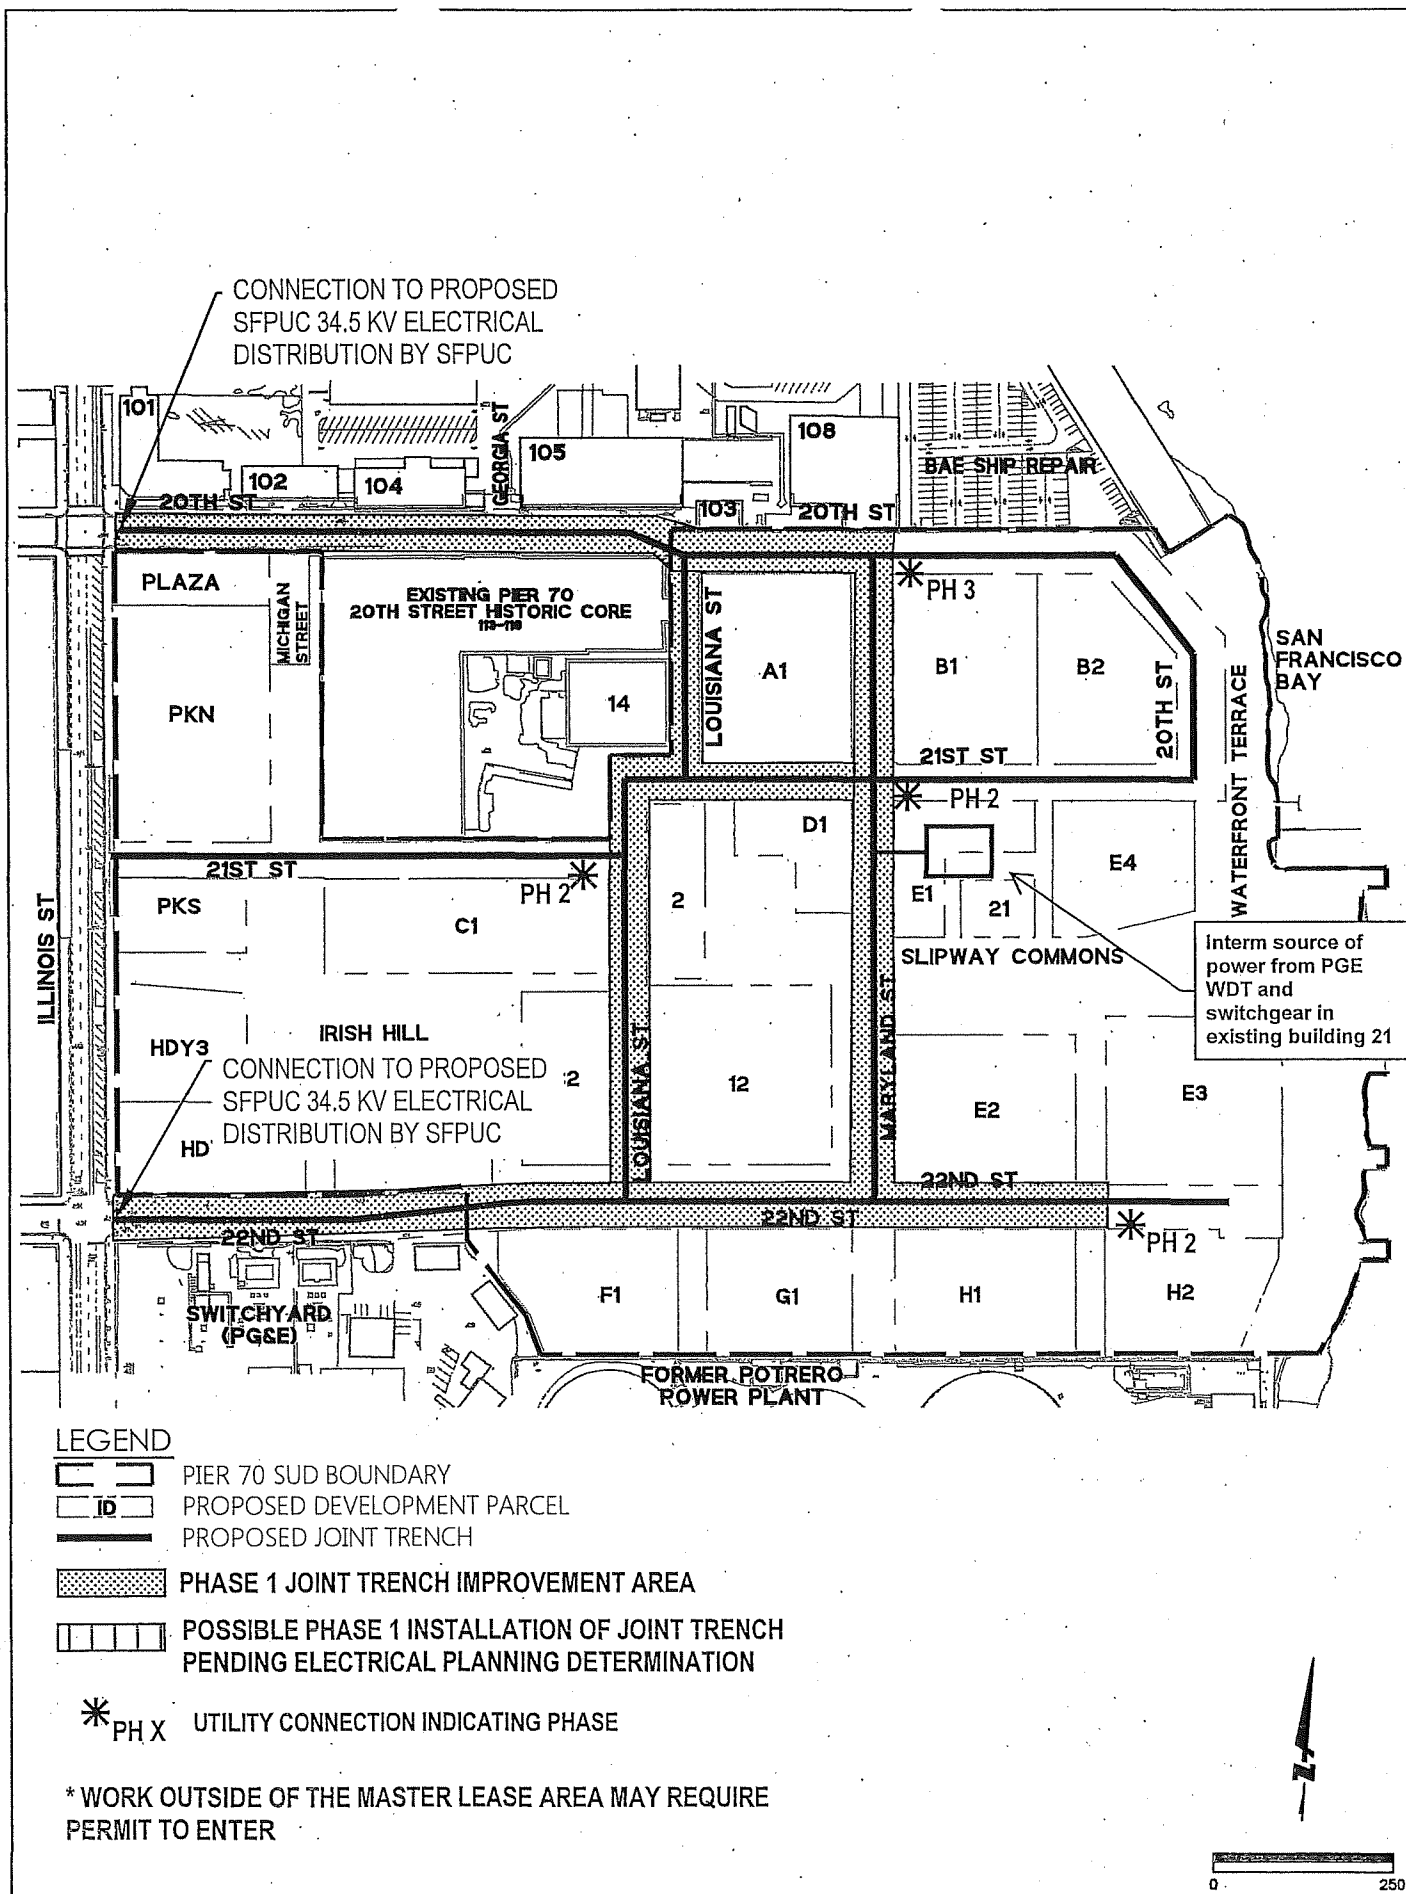 CONNECTION TO PROPOSED
SFPUC 34.5 KV ELECTRICAL
DISTRIBUTION BY SFPUC
101
102
104
GEORGIA ST
105
108
103
BAE SHIP REPAIR
20TH ST
20TH ST
PLAZA
MICHIGAN
STREET
EXISTING PIER 70
20TH STREET HISTORIC CORE
PH 3
LOUISIANA ST
A1
B1
B2
20TH ST
SAN
FRANCISCO
BAY
WATERFRONT TERRACE
PKN
14
21ST ST
PH 2
D1
E4
E1
21
21ST ST
PH 2
PKS
C1
2
SLIPWAY COMMONS
ILLINOIS ST
Interm source of
power from PGE
WDT and
switchgear in
existing building 21
IRISH HILL
HDY3
CONNECTION TO PROPOSED
SFPUC 34.5 KV ELECTRICAL
DISTRIBUTION BY SFPUC
HD
2
LOUISIANA ST
12
MARYLAND ST
E2
E3
22ND ST
22ND ST
22ND ST
PH 2
SWITCHYARD
(PG&E)
F1
G1
H1
H2
FORMER POTRERO
POWER PLANT
LEGEND
PIER 70 SUD BOUNDARY
ID PROPOSED DEVELOPMENT PARCEL
PROPOSED JOINT TRENCH
PHASE 1 JOINT TRENCH IMPROVEMENT AREA
POSSIBLE PHASE 1 INSTALLATION OF JOINT TRENCH
PENDING ELECTRICAL PLANNING DETERMINATION
PH X UTILITY CONNECTION INDICATING PHASE
* WORK OUTSIDE OF THE MASTER LEASE AREA MAY REQUIRE
PERMIT TO ENTER
N
0 250